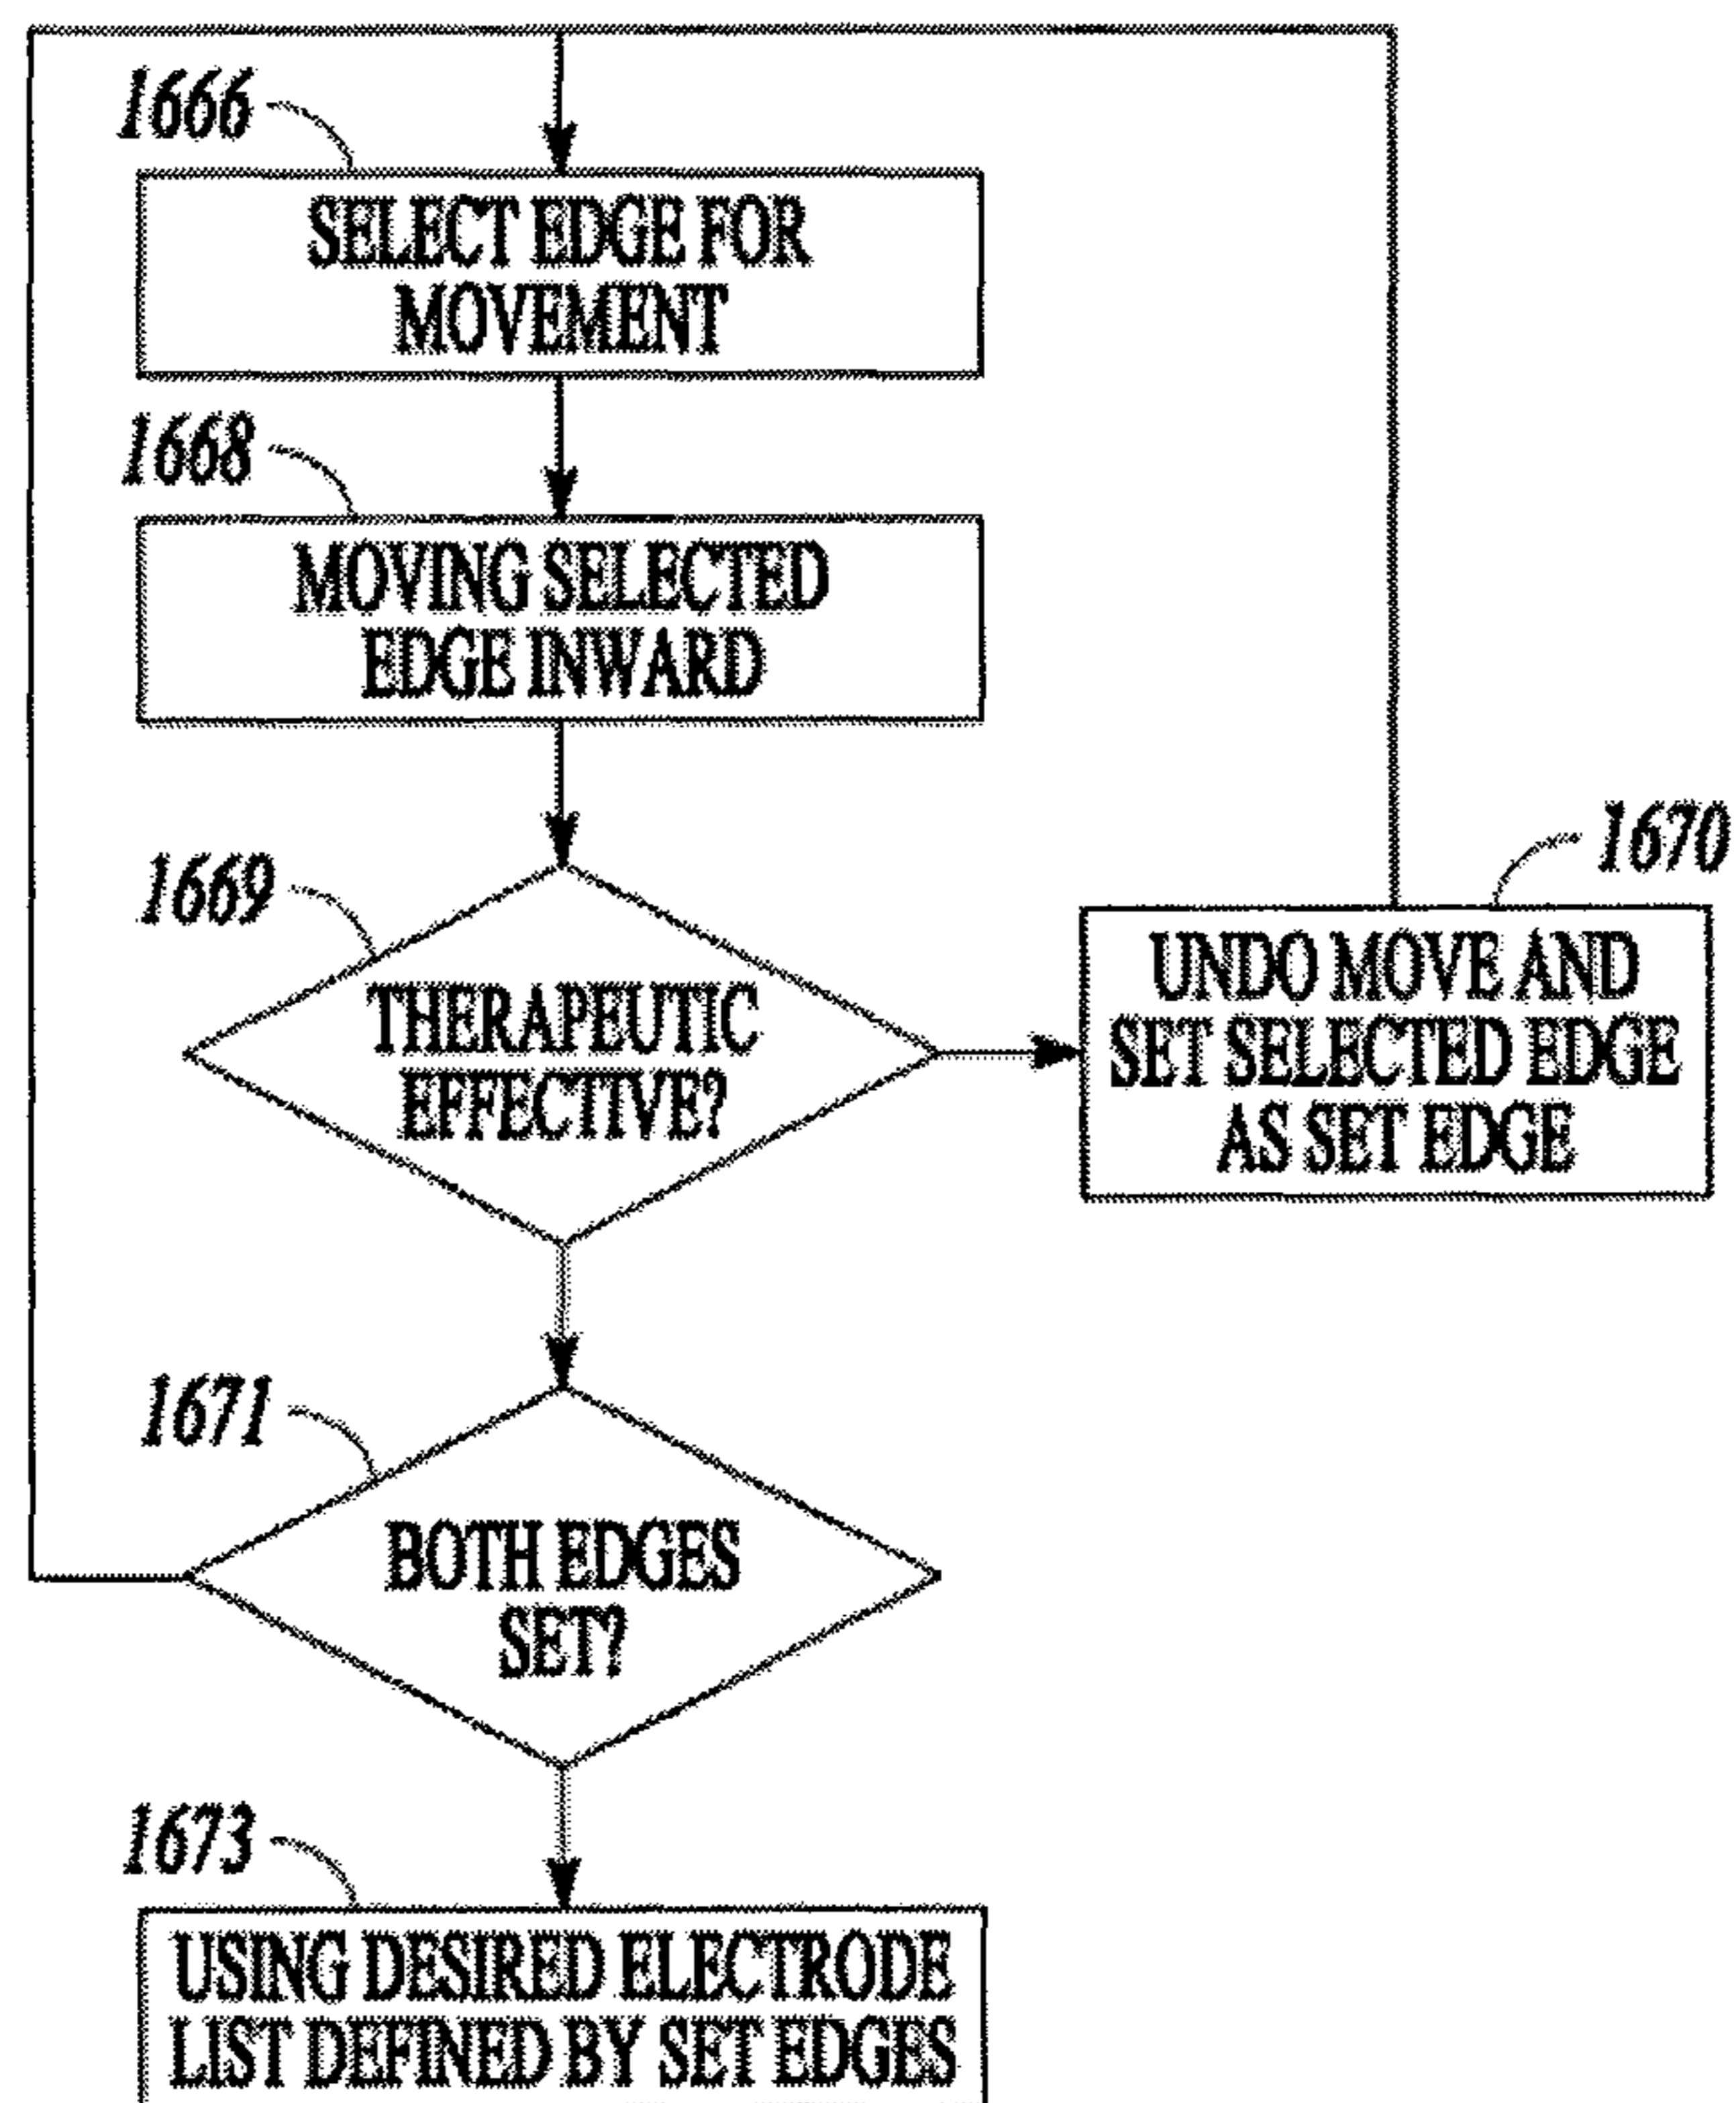 1666
SELECT EDGE FOR
MOVEMENT
1668
MOVING SELECTED
EDGE INWARD
1669
THERAPEUTIC
EFFECTIVE?
1670
UNDO MOVE AND
SET SELECTED EDGE
AS SET EDGE
1671
BOTH EDGES
SET?
1673
USING DESIRED ELECTRODE
LIST DEFINED BY SET EDGES